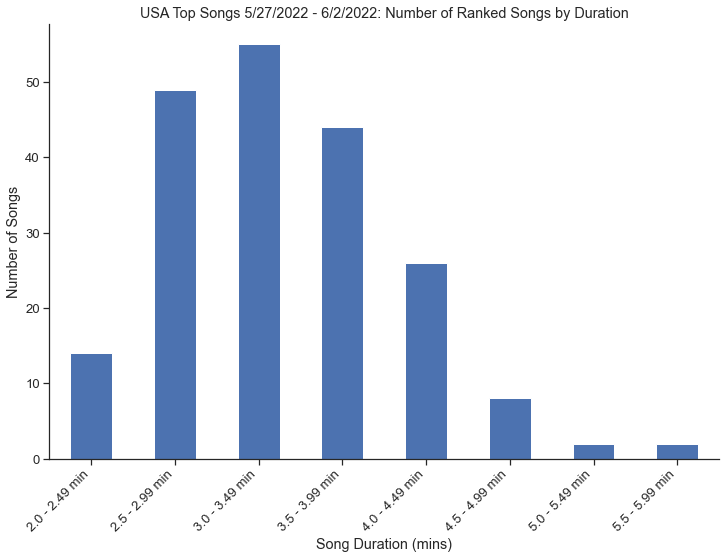 USA Top Songs 5/27/2022 - 6/2/2022: Number of Ranked Songs by Duration
Number of Songs
50
40
30
20
10
0
2.0 - 2.49 min
2.5 - 2.99 min
3.0 - 3.49 min
3.5 - 3.99 min
4.0 - 4.49 min
4.5 - 4.99 min
5.0 - 5.49 min
5.5 - 5.99 min
Song Duration (mins)